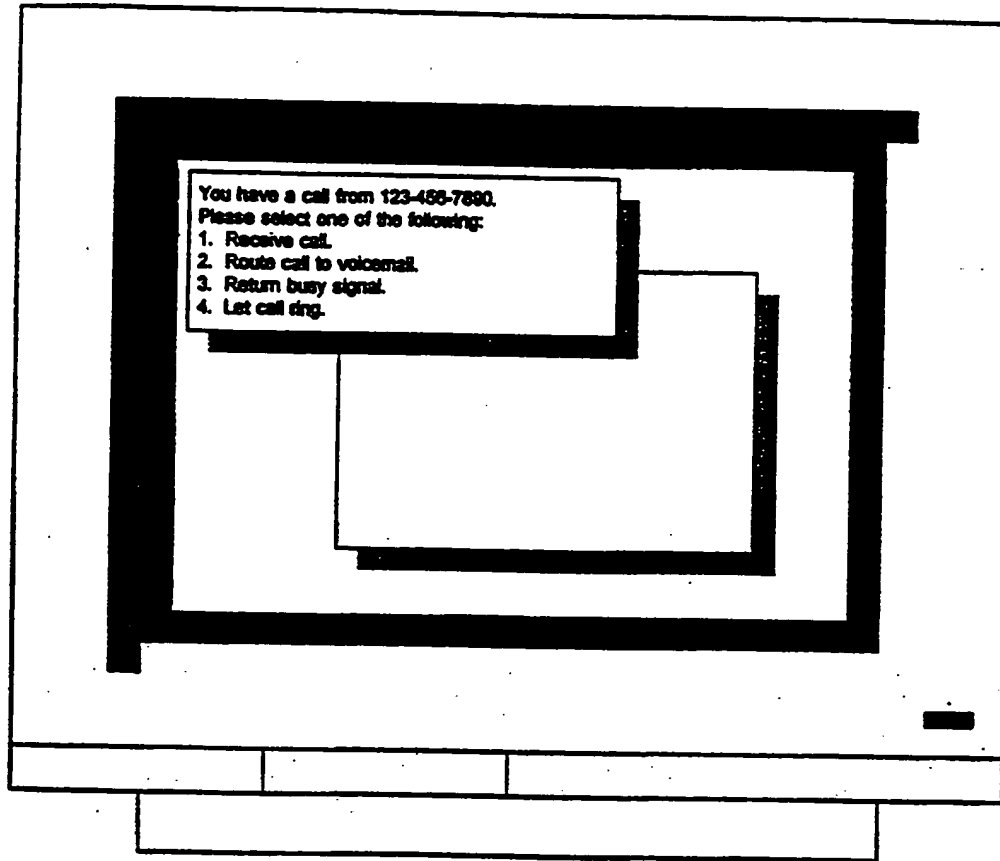 You have a call from 123-456-7890.
Please select one of the following:
1. Receive call.
2. Route call to voicemail.
3. Return busy signal.
4. Let call ring.